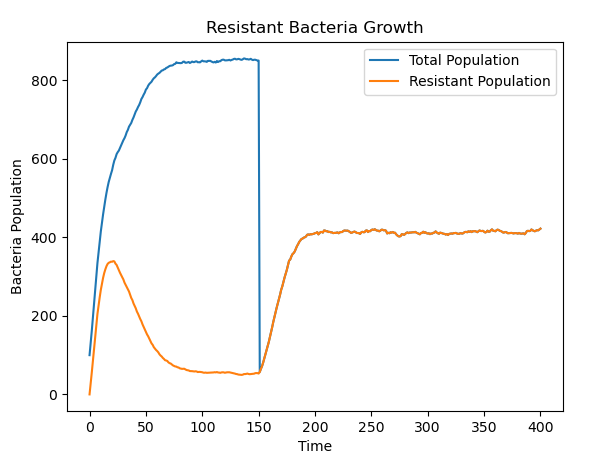 Resistant Bacteria Growth
Total Population
Resistant Population
Bacteria Population
800
600
400
200
0
0 50 100 150 200 250 300 350 400
Time